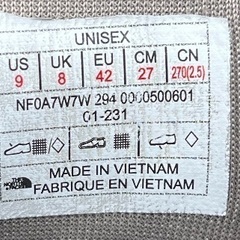 UNISEX
US UK EU CM CN
9 8 42 27 270(2.5)
NF0A7W7W 294 0000500601
01-231
MADE IN VIETNAM
FABRIQUE EN VIETNAM